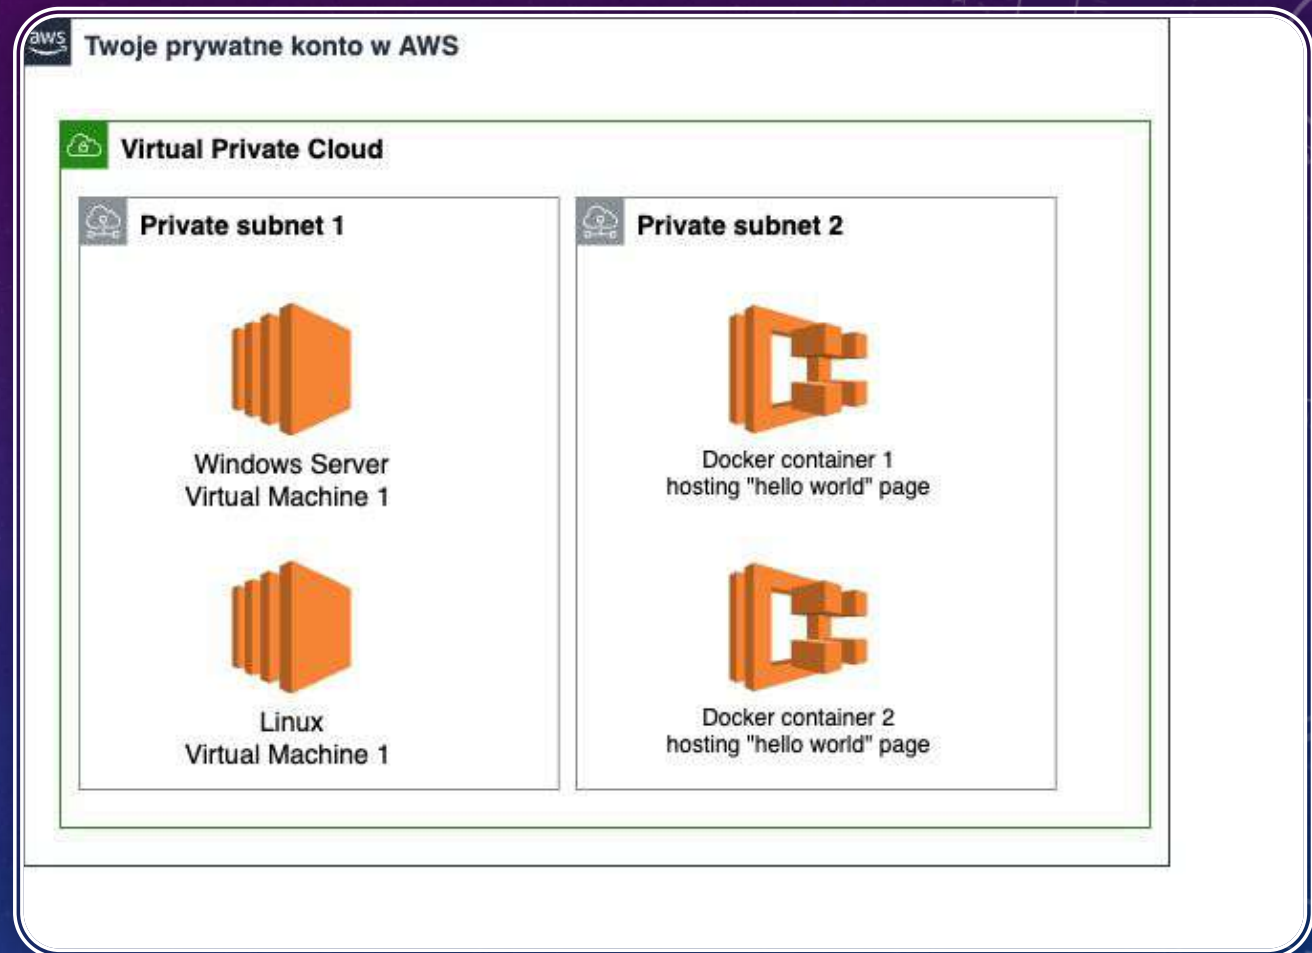 aws
Twoje prywatne konto w AWS
Virtual Private Cloud
Private subnet 1
Windows Server
Virtual Machine 1
Linux
Virtual Machine 1
Private subnet 2
Docker container 1
hosting "hello world" page
Docker container 2
hosting "hello world" page